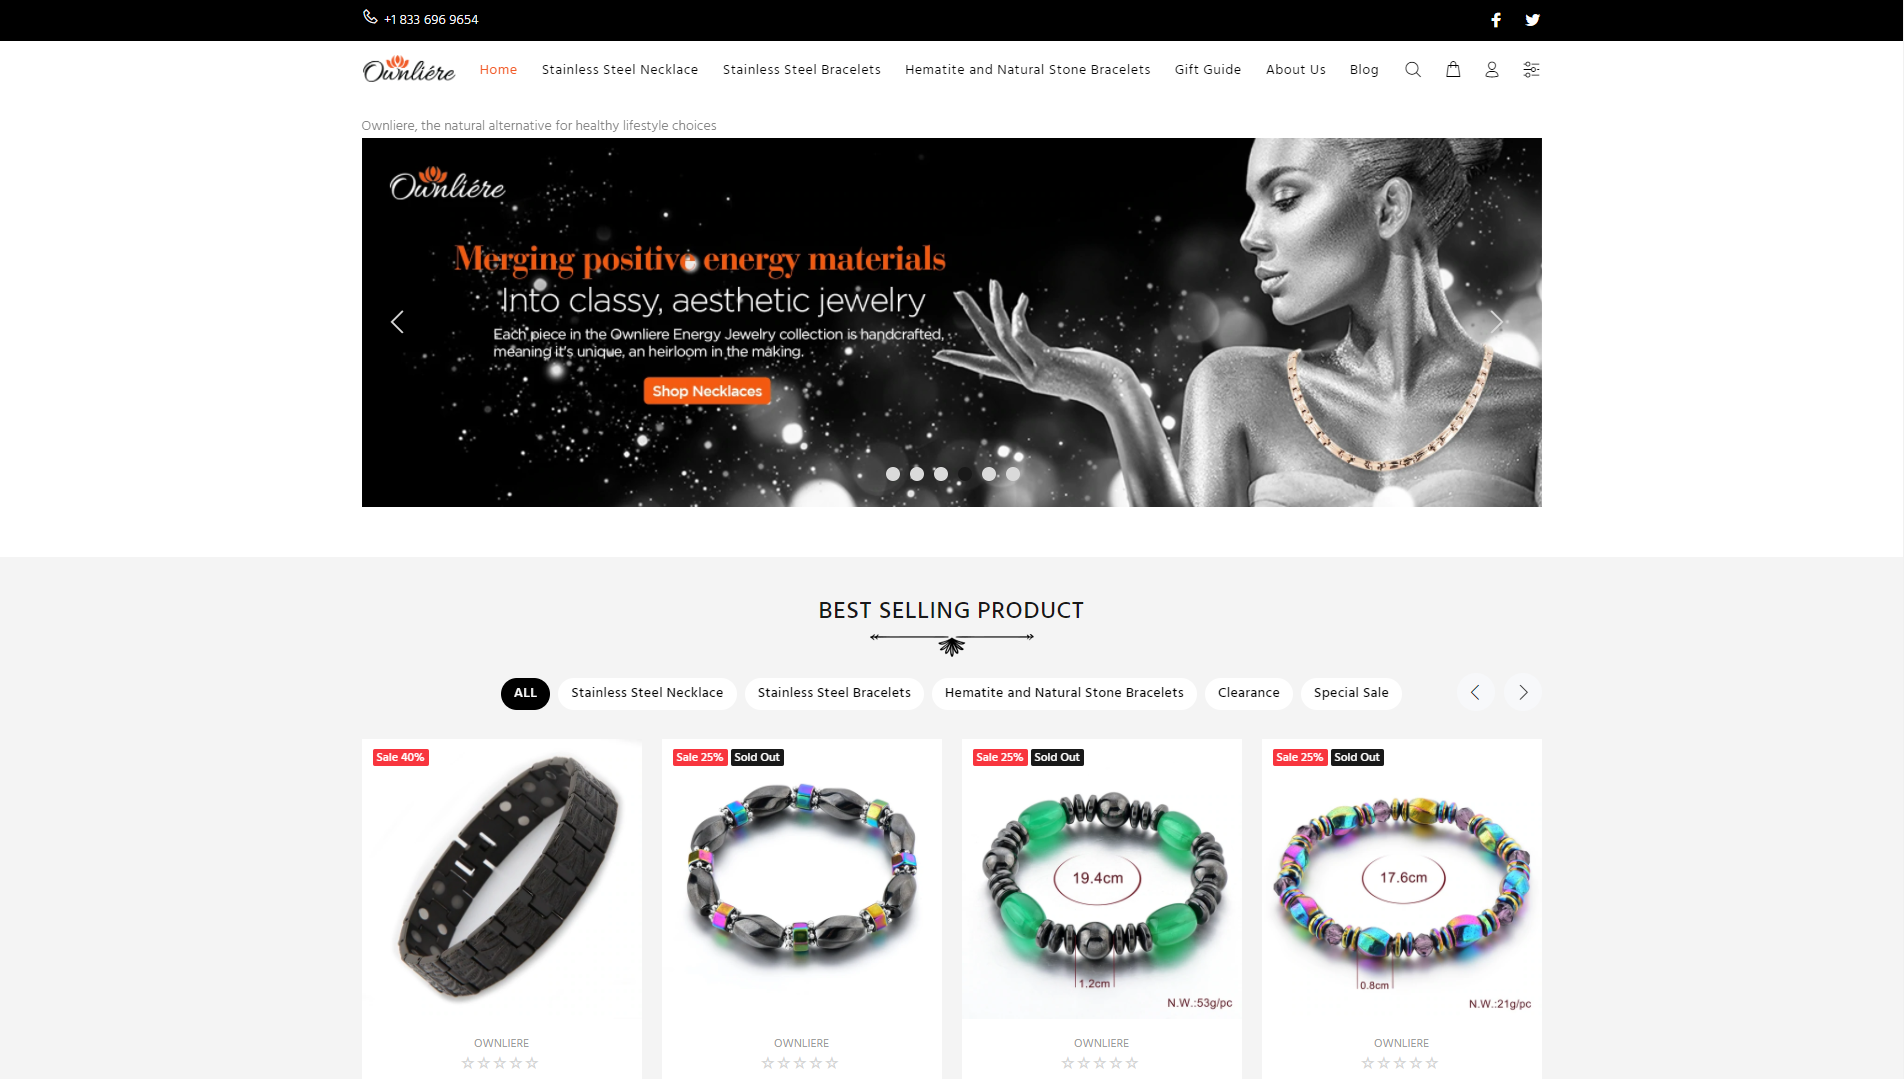 +1 833 696 9654
Ownliére
Home
Stainless Steel Necklace
Stainless Steel Bracelets
Hematite and Natural Stone Bracelets
Gift Guide
About Us
Blog
Ownliere, the natural alternative for healthy lifestyle choices
Ownliére
Merging positive energy materials
Into classy, aesthetic jewelry
Each piece in the Ownliere Energy Jewelry collection is handcrafted,
meaning it's unique, an heirloom in the making.
Shop Necklaces
BEST SELLING PRODUCT
ALL
Stainless Steel Necklace
Stainless Steel Bracelets
Hematite and Natural Stone Bracelets
Clearance
Special Sale
Sale 40%
Sale 25%
Sold Out
Sale 25%
Sold Out
Sale 25%
Sold Out
19.4cm
1.2cm
N.W.:53g/pc
17.6cm
0.8cm
N.W.:21g/pc
OWNLIERE
OWNLIERE
OWNLIERE
OWNLIERE